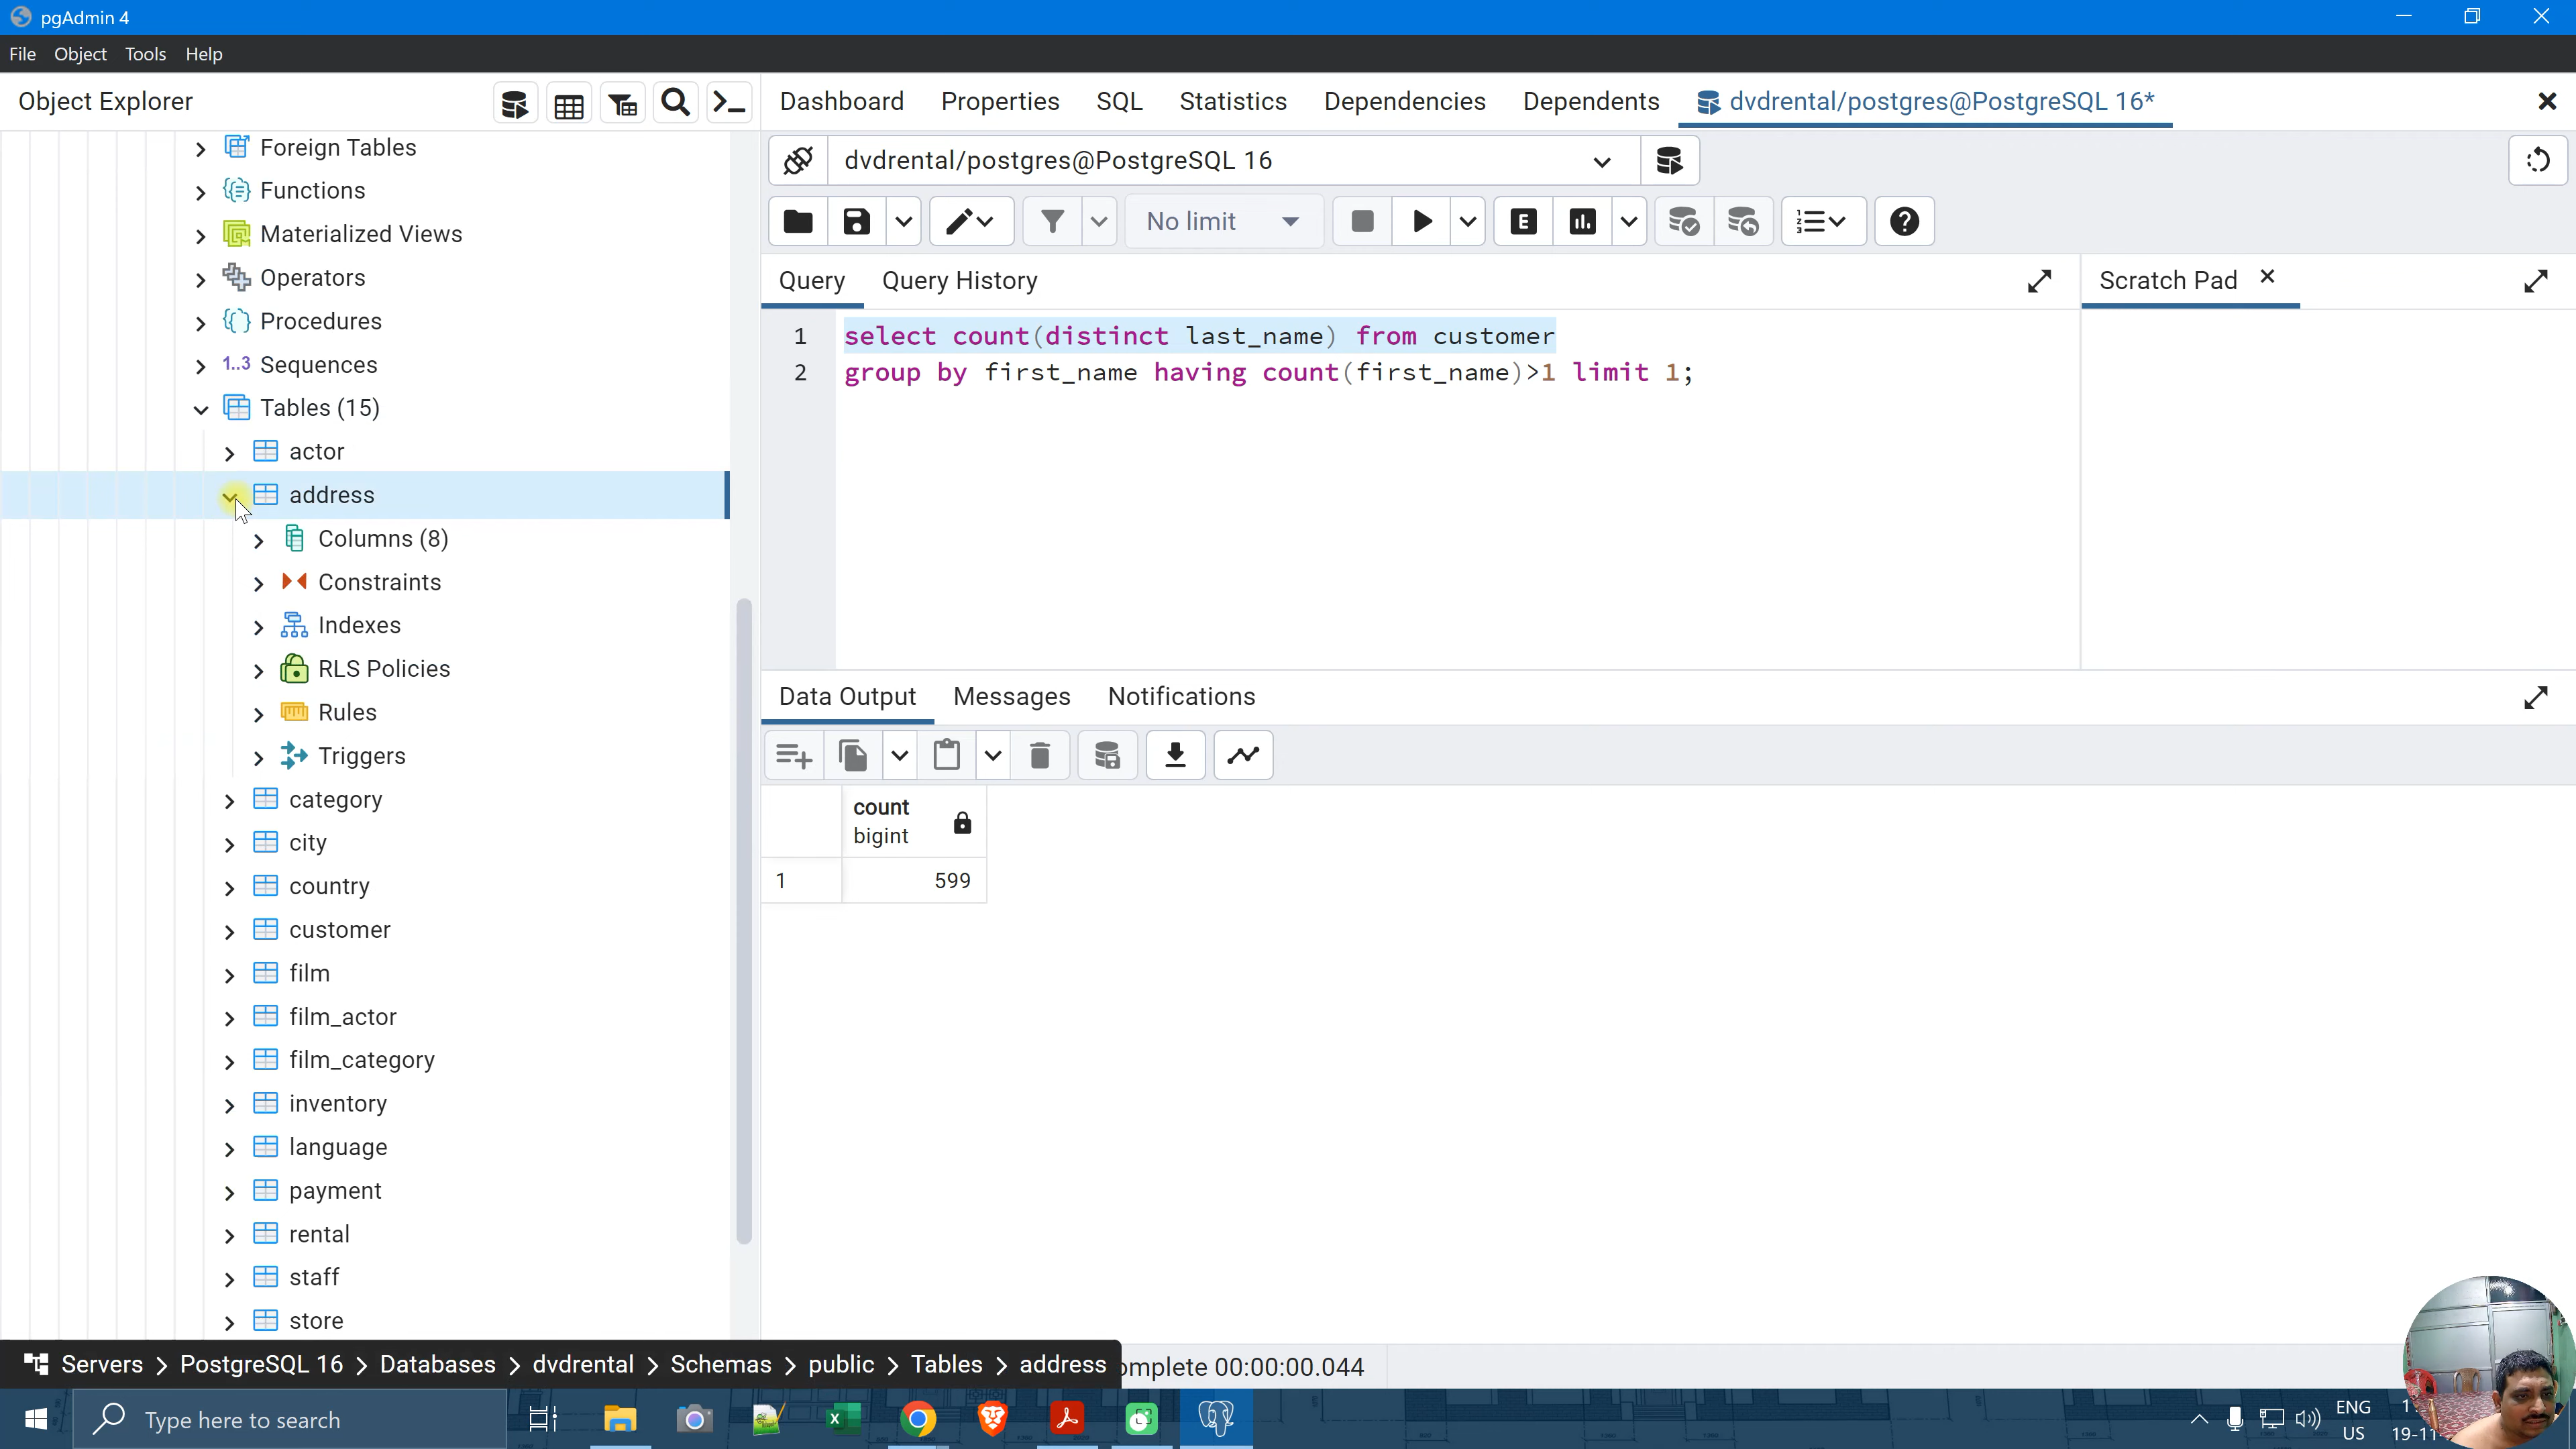 pgAdmin 4
File Object Tools Help
Object Explorer
Dashboard Properties SQL Statistics Dependencies Dependents dvdrental/postgres@PostgreSQL 16*
Foreign Tables
Functions
Materialized Views
Operators
Procedures
1..3 Sequences
Tables (15)
actor
address
Columns (8)
Constraints
Indexes
RLS Policies
Rules
Triggers
category
city
country
customer
film
film_actor
film_category
inventory
language
payment
rental
staff
store
dvdrental/postgres@PostgreSQL 16
No limit
E
Query Query History
Scratch Pad
1 select count(distinct last_name) from customer
2 group by first_name having count(first_name)>1 limit 1;
Data Output Messages Notifications
count
bigint
1 599
Servers > PostgreSQL 16 > Databases > dvdrental > Schemas > public > Tables > address
omplete 00:00:00.044
Type here to search
ENG
US